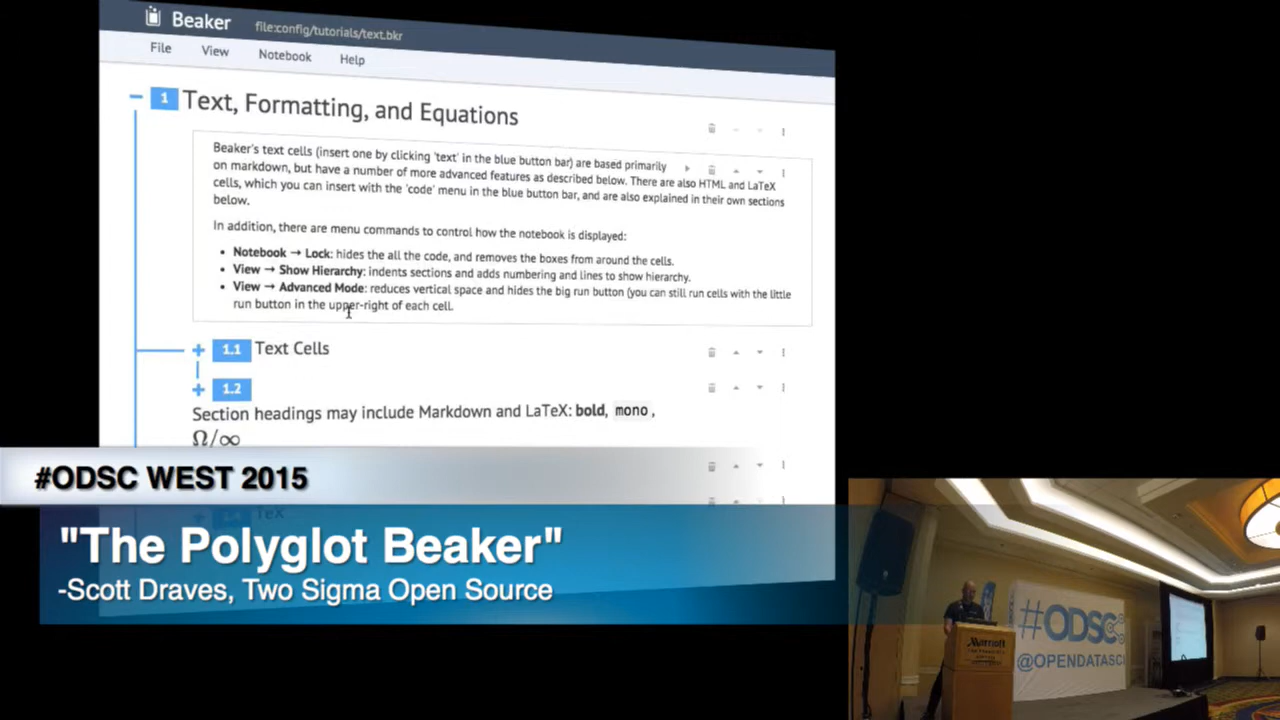 Beaker
file:config/tutorials/text.bkr
File View Notebook Help
1 Text, Formatting, and Equations
Beaker's text cells (insert one by clicking 'text' in the blue button bar) are based primarily
on markdown, but have a number of more advanced features as described below. There are also HTML and LaTeX
cells, which you can insert with the 'code' menu in the blue button bar, and are also explained in their own sections
below.
In addition, there are menu commands to control how the notebook is displayed:
• Notebook → Lock: hides the all the code, and removes the boxes from around the cells.
• View → Show Hierarchy: indents sections and adds numbering and lines to show hierarchy.
• View → Advanced Mode: reduces vertical space and hides the big run button (you can still run cells with the little
run button in the upper-right of each cell.
1.1 Text Cells
1.2
Section headings may include Markdown and LaTeX: bold, mono,
Ω/∞
#ODSC WEST 2015
TeX
"The Polyglot Beaker"
-Scott Draves, Two Sigma Open Source
Marriott
#ODSC
@OPENDATASCI